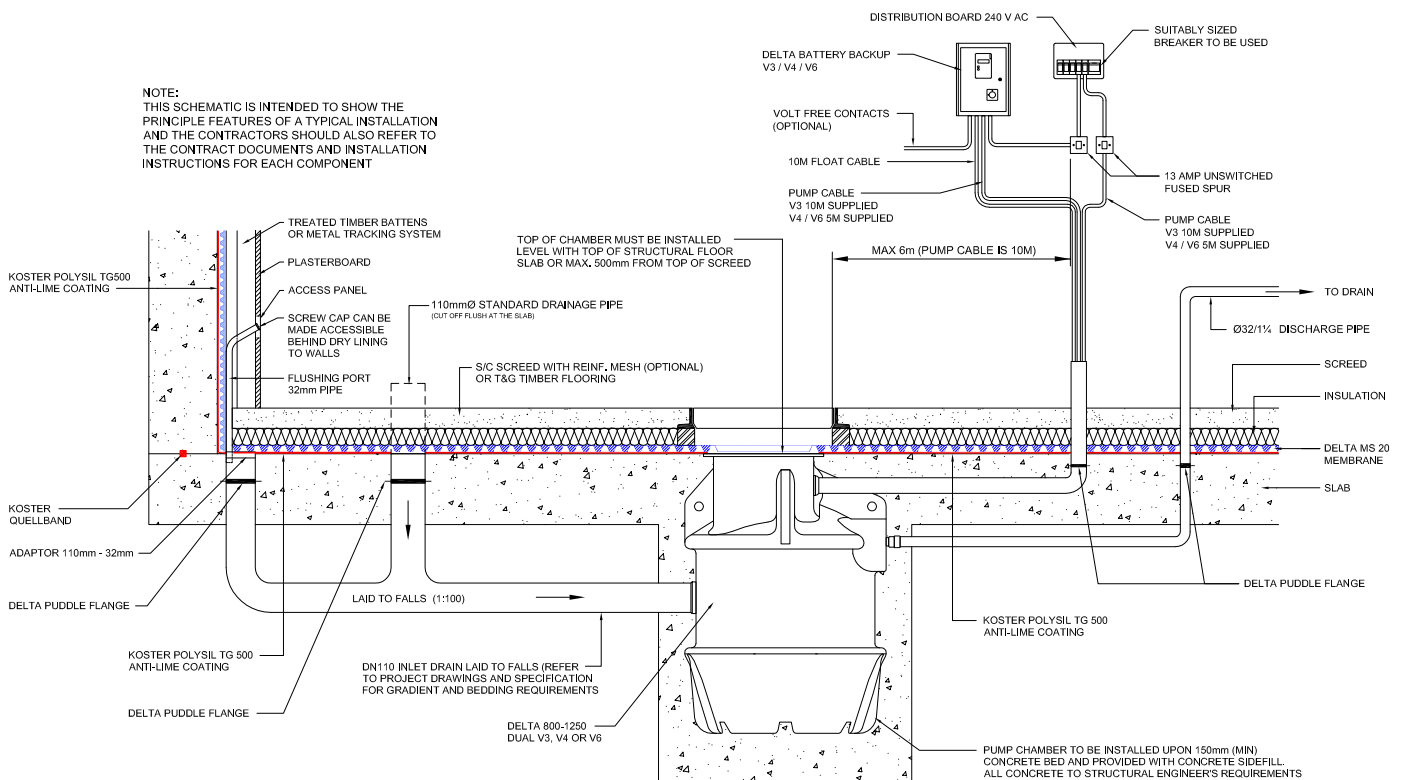 DISTRIBUTION BOARD 240 V AC
SUITABLY SIZED
BREAKER TO BE USED
DELTA BATTERY BACKUP
V3 / V4 / V6
NOTE:
THIS SCHEMATIC IS INTENDED TO SHOW THE
PRINCIPLE FEATURES OF A TYPICAL INSTALLATION
AND THE CONTRACTORS SHOULD ALSO REFER TO
THE CONTRACT DOCUMENTS AND INSTALLATION
INSTRUCTIONS FOR EACH COMPONENT
VOLT FREE CONTACTS
(OPTIONAL)
10M FLOAT CABLE
13 AMP UNSWITCHED
FUSED SPUR
PUMP CABLE
V3 10M SUPPLIED
V4 / V6 5M SUPPLIED
PUMP CABLE
V3 10M SUPPLIED
V4 / V6 5M SUPPLIED
TREATED TIMBER BATTENS
OR METAL TRACKING SYSTEM
TOP OF CHAMBER MUST BE INSTALLED
LEVEL WITH TOP OF STRUCTURAL FLOOR
SLAB OR MAX. 500mm FROM TOP OF SCREED
MAX 6m (PUMP CABLE IS 10M)
PLASTERBOARD
KOSTER POLYSIL TG500
ANTI-LIME COATING
ACCESS PANEL
110mmØ STANDARD DRAINAGE PIPE
(CUT OFF FLUSH AT THE SLAB)
TO DRAIN
SCREW CAP CAN BE
MADE ACCESSIBLE
BEHIND DRY LINING
TO WALLS
Ø32/1¼ DISCHARGE PIPE
S/C SCREED WITH REINF. MESH (OPTIONAL)
OR T&G TIMBER FLOORING
SCREED
FLUSHING PORT
32mm PIPE
INSULATION
DELTA MS 20
MEMBRANE
SLAB
KOSTER
QUELLBAND
ADAPTOR 110mm - 32mm
DELTA PUDDLE FLANGE
DELTA PUDDLE FLANGE
LAID TO FALLS (1:100)
KOSTER POLYSIL TG 500
ANTI-LIME COATING
KOSTER POLYSIL TG 500
ANTI-LIME COATING
DN110 INLET DRAIN LAID TO FALLS (REFER
TO PROJECT DRAWINGS AND SPECIFICATION
FOR GRADIENT AND BEDDING REQUIREMENTS
DELTA PUDDLE FLANGE
DELTA 800-1250
DUAL V3, V4 OR V6
PUMP CHAMBER TO BE INSTALLED UPON 150mm (MIN)
CONCRETE BED AND PROVIDED WITH CONCRETE SIDEFILL.
ALL CONCRETE TO STRUCTURAL ENGINEER'S REQUIREMENTS